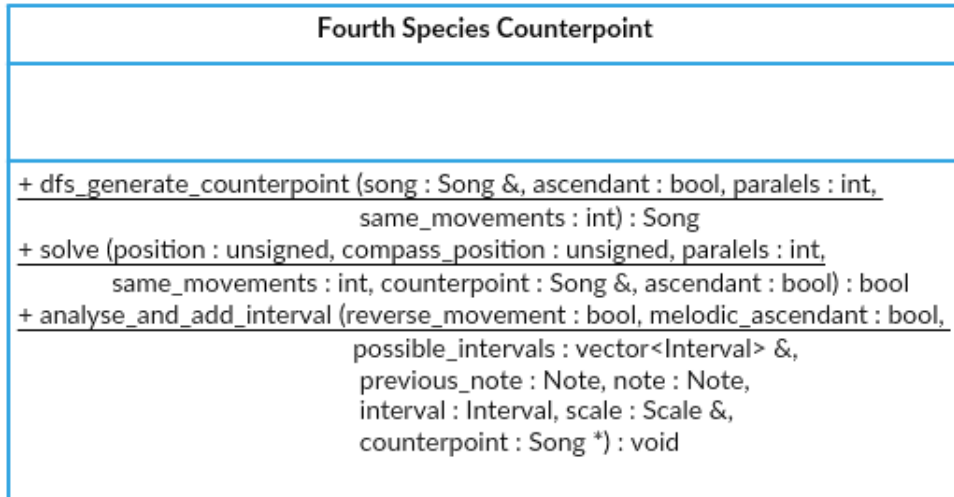 Fourth Species Counterpoint
+ dfs_generate_counterpoint (song : Song &, ascendant : bool, paralels : int,
same_movements : int) : Song
+ solve (position : unsigned, compass_position : unsigned, paralels : int,
same_movements : int, counterpoint : Song &, ascendant : bool) : bool
+ analyse_and_add_interval (reverse_movement : bool, melodic_ascendant : bool,
possible_intervals : vector<Interval> &,
previous_note : Note, note : Note,
interval : Interval, scale : Scale &,
counterpoint : Song *) : void